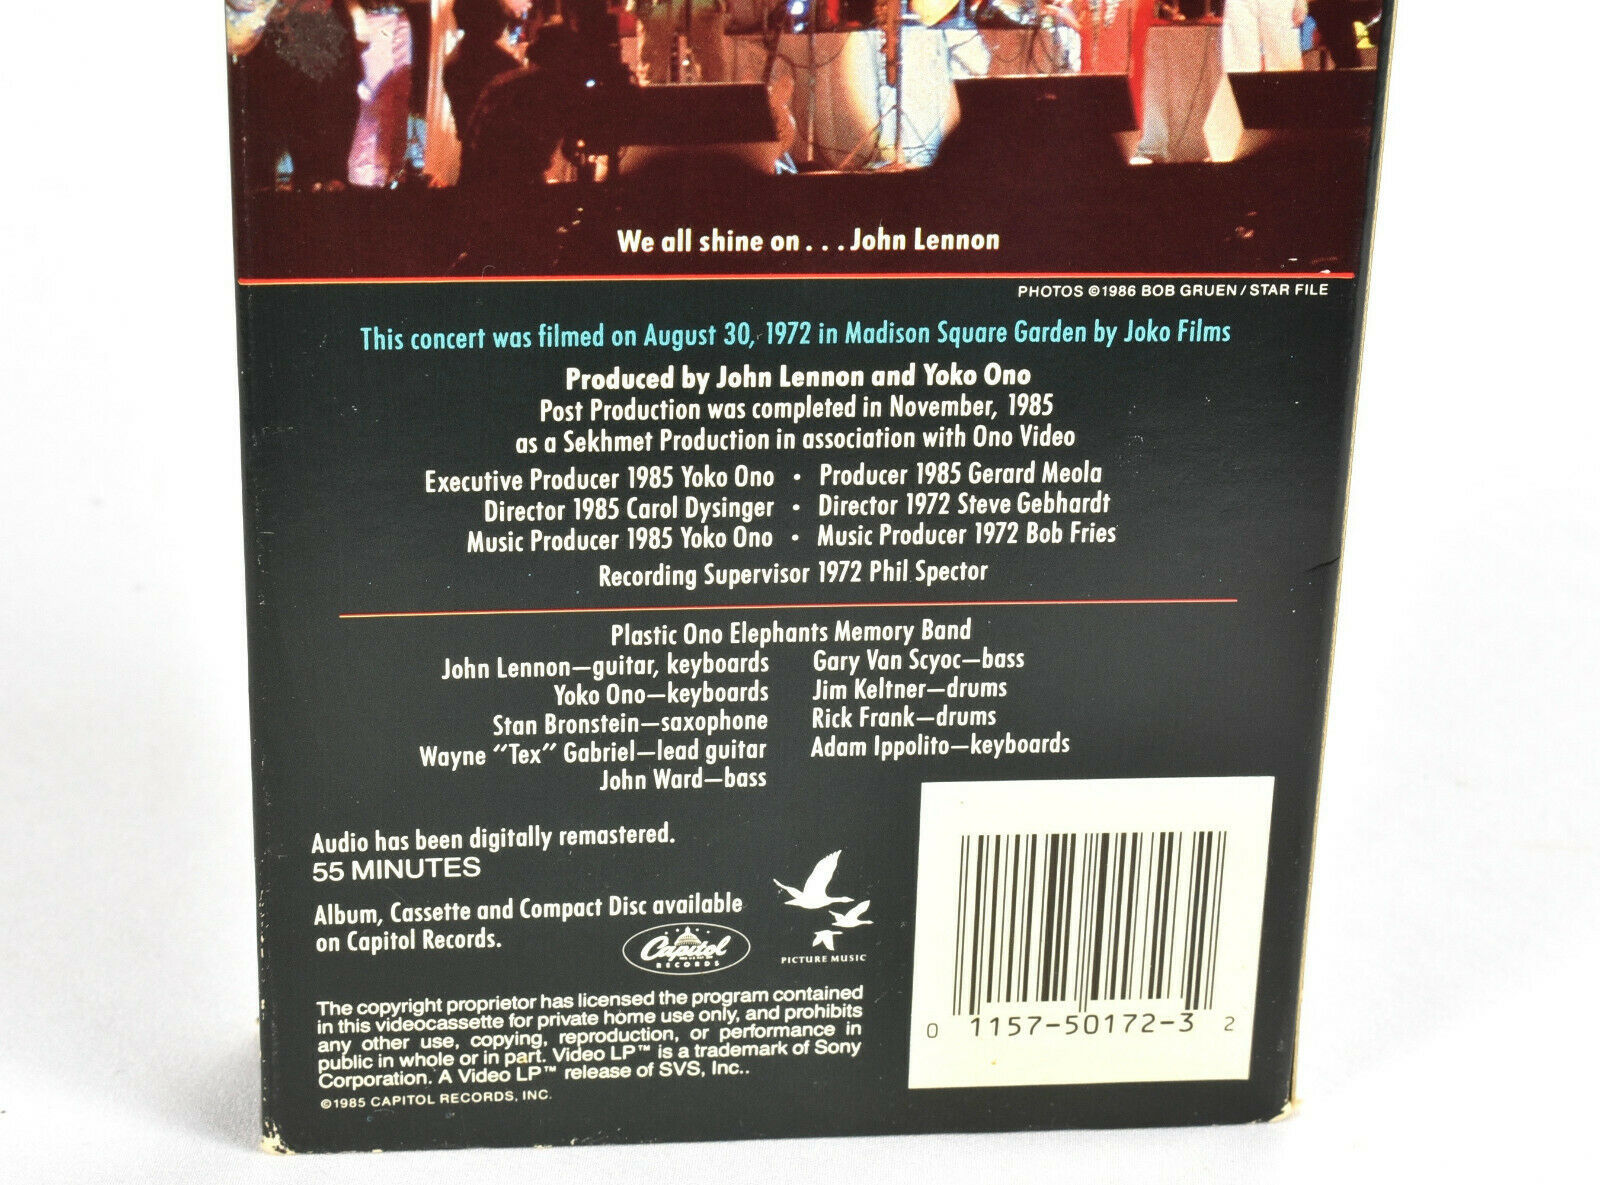 We all shine on...John Lennon
PHOTOS ©1986 BOB GRUEN/STAR FILE
This concert was filmed on August 30, 1972 in Madison Square Garden by Joko Films
Produced by John Lennon and Yoko Ono
Post Production was completed in November, 1985
as a Sekhmet Production in association with Ono Video
Executive Producer 1985 Yoko Ono • Producer 1985 Gerard Meola
Director 1985 Carol Dysinger • Director 1972 Steve Gebhardt
Music Producer 1985 Yoko Ono • Music Producer 1972 Bob Fries
Recording Supervisor 1972 Phil Spector
Plastic Ono Elephants Memory Band
John Lennon—guitar, keyboards
Yoko Ono—keyboards
Stan Bronstein—saxophone
Wayne "Tex" Gabriel—lead guitar
John Ward—bass
Gary Van Scyoc—bass
Jim Keltner—drums
Rick Frank—drums
Adam Ippolito—keyboards
Audio has been digitally remastered.
55 MINUTES
Album, Cassette and Compact Disc available
on Capitol Records.
Capitol
RECORDS
PICTURE MUSIC
The copyright proprietor has licensed the program contained
in this videocassette for private home use only, and prohibits
any other use, copying, reproduction, or performance in
public in whole or in part. Video LP™ is a trademark of Sony
Corporation. A Video LP™ release of SVS, Inc..
©1985 CAPITOL RECORDS, INC.
0 1157-50172-3 2